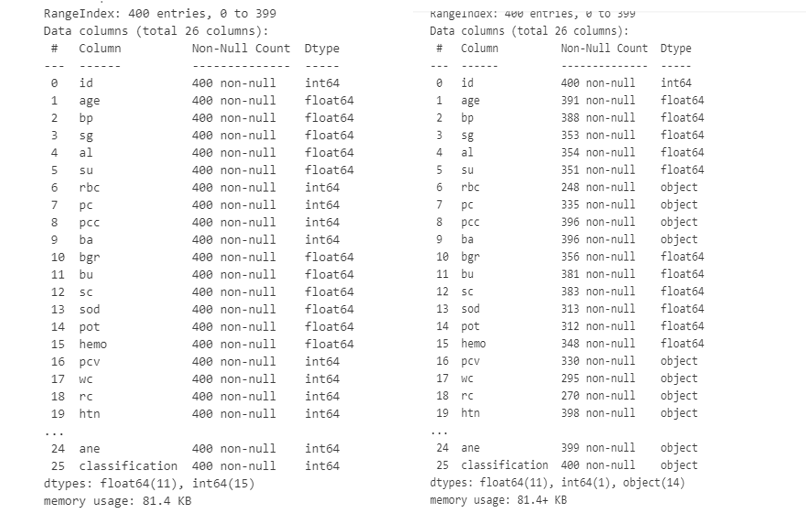 RangeIndex: 400 entries, 0 to 399
Data columns (total 26 columns):
# Column Non-Null Count Dtype
--- ------ -------------- -----
0 id 400 non-null int64
1 age 400 non-null float64
2 bp 400 non-null float64
3 sg 400 non-null float64
4 al 400 non-null float64
5 su 400 non-null float64
6 rbc 400 non-null int64
7 pc 400 non-null int64
8 pcc 400 non-null int64
9 ba 400 non-null int64
10 bgr 400 non-null float64
11 bu 400 non-null float64
12 sc 400 non-null float64
13 sod 400 non-null float64
14 pot 400 non-null float64
15 hemo 400 non-null float64
16 pcv 400 non-null int64
17 wc 400 non-null int64
18 rc 400 non-null int64
19 htn 400 non-null int64
...
24 ane 400 non-null int64
25 classification 400 non-null int64
dtypes: float64(11), int64(15)
memory usage: 81.4 KB
RangeIndex: 400 entries, 0 to 399
Data columns (total 26 columns):
# Column Non-Null Count Dtype
--- ------ -------------- -----
0 id 400 non-null int64
1 age 391 non-null float64
2 bp 388 non-null float64
3 sg 353 non-null float64
4 al 354 non-null float64
5 su 351 non-null float64
6 rbc 248 non-null object
7 pc 335 non-null object
8 pcc 396 non-null object
9 ba 396 non-null object
10 bgr 356 non-null float64
11 bu 381 non-null float64
12 sc 383 non-null float64
13 sod 313 non-null float64
14 pot 312 non-null float64
15 hemo 348 non-null float64
16 pcv 330 non-null object
17 wc 295 non-null object
18 rc 270 non-null object
19 htn 398 non-null object
...
24 ane 399 non-null object
25 classification 400 non-null object
dtypes: float64(11), int64(1), object(14)
memory usage: 81.4+ KB